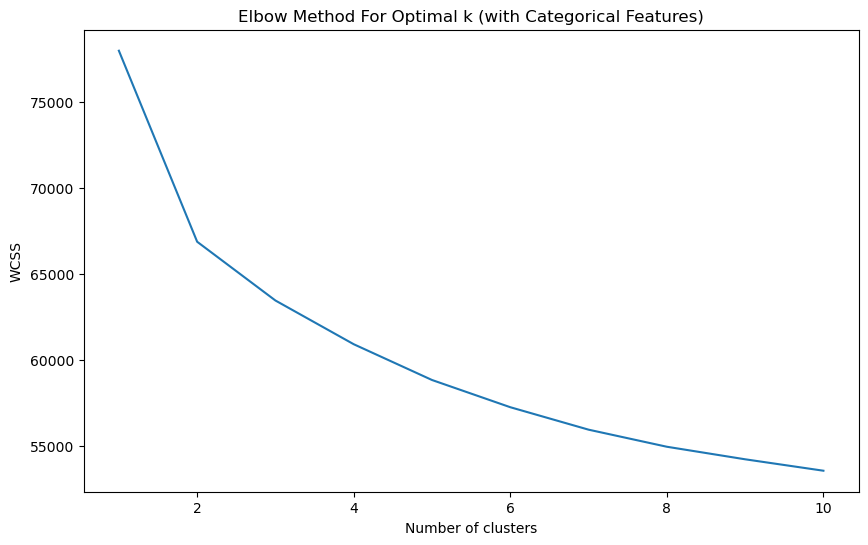 Elbow Method For Optimal k (with Categorical Features)
WCSS
75000
70000
65000
60000
55000
2 4 6 8 10
Number of clusters